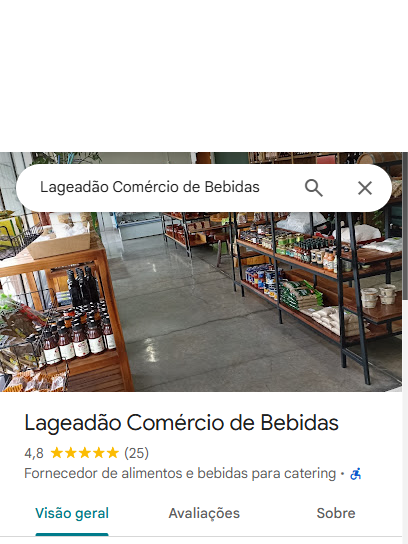 Lageadão Comércio de Bebidas
Lageadão Comércio de Bebidas
4,8 (25)
Fornecedor de alimentos e bebidas para catering ·
Visão geral Avaliações Sobre